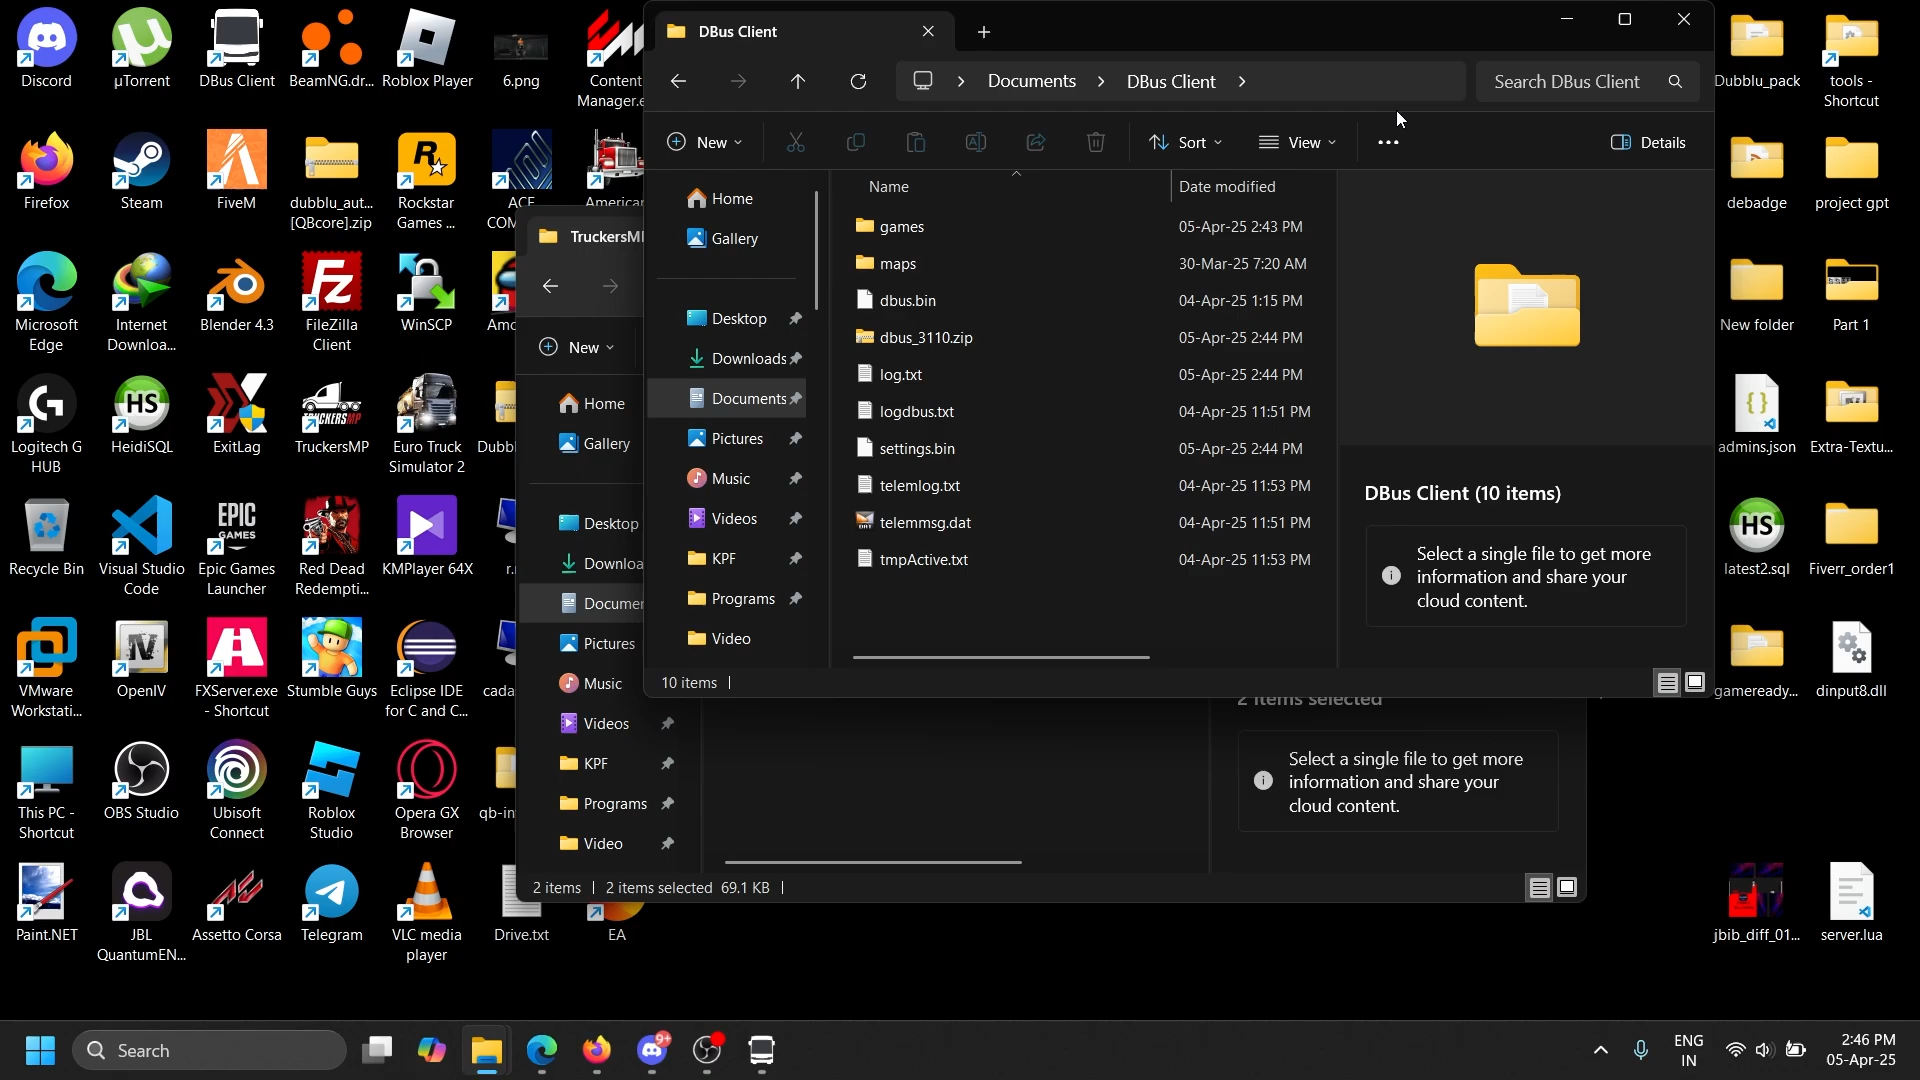 Discord
µTorrent
DBus Client
BeamNG.dr...
Roblox Player
6.png
Content
Manager.e
Firefox
Steam
FiveM
dubblu_aut...
[QBcore].zip
Rockstar
Games ...
ACE
COM
American
Microsoft
Edge
Internet
Downloa...
Blender 4.3
FileZilla
Client
WinSCP
Amo
Logitech G
HUB
HeidiSQL
ExitLag
TruckersMP
Euro Truck
Simulator 2
Dubbl
Recycle Bin
Visual Studio
Code
Epic Games
Launcher
Red Dead
Redempti...
KMPlayer 64X
r.
VMware
Workstati...
OpenIV
FXServer.exe
- Shortcut
Stumble Guys
Eclipse IDE
for C and C...
cada
This PC -
Shortcut
OBS Studio
Ubisoft
Connect
Roblox
Studio
Opera GX
Browser
qb-in
Paint.NET
JBL
QuantumEN...
Assetto Corsa
Telegram
VLC media
player
Drive.txt
EA
TruckersM
New
Home
Gallery
Desktop
Downloa
Documer
Pictures
Music
Videos
KPF
Programs
Video
2 items
2 items selected 69.1 KB
2 items selected
Select a single file to get more
information and share your
cloud content.
DBus Client
Documents
DBus Client
Search DBus Client
New
Sort
View
Details
Home
Gallery
Desktop
Downloads
Documents
Pictures
Music
Videos
KPF
Programs
Video
Name
Date modified
games
05-Apr-25 2:43 PM
maps
30-Mar-25 7:20 AM
dbus.bin
04-Apr-25 1:15 PM
dbus_3110.zip
05-Apr-25 2:44 PM
log.txt
05-Apr-25 2:44 PM
logdbus.txt
04-Apr-25 11:51 PM
settings.bin
05-Apr-25 2:44 PM
telemlog.txt
04-Apr-25 11:53 PM
telemmsg.dat
04-Apr-25 11:51 PM
tmpActive.txt
04-Apr-25 11:53 PM
DBus Client (10 items)
Select a single file to get more
information and share your
cloud content.
10 items
Dubblu_pack
tools -
Shortcut
debadge
project gpt
New folder
Part 1
admins.json
Extra-Textu...
latest2.sql
Fiverr_order1
gameready...
dinput8.dll
jbib_diff_01...
server.lua
Search
9+
ENG
IN
2:46 PM
05-Apr-25